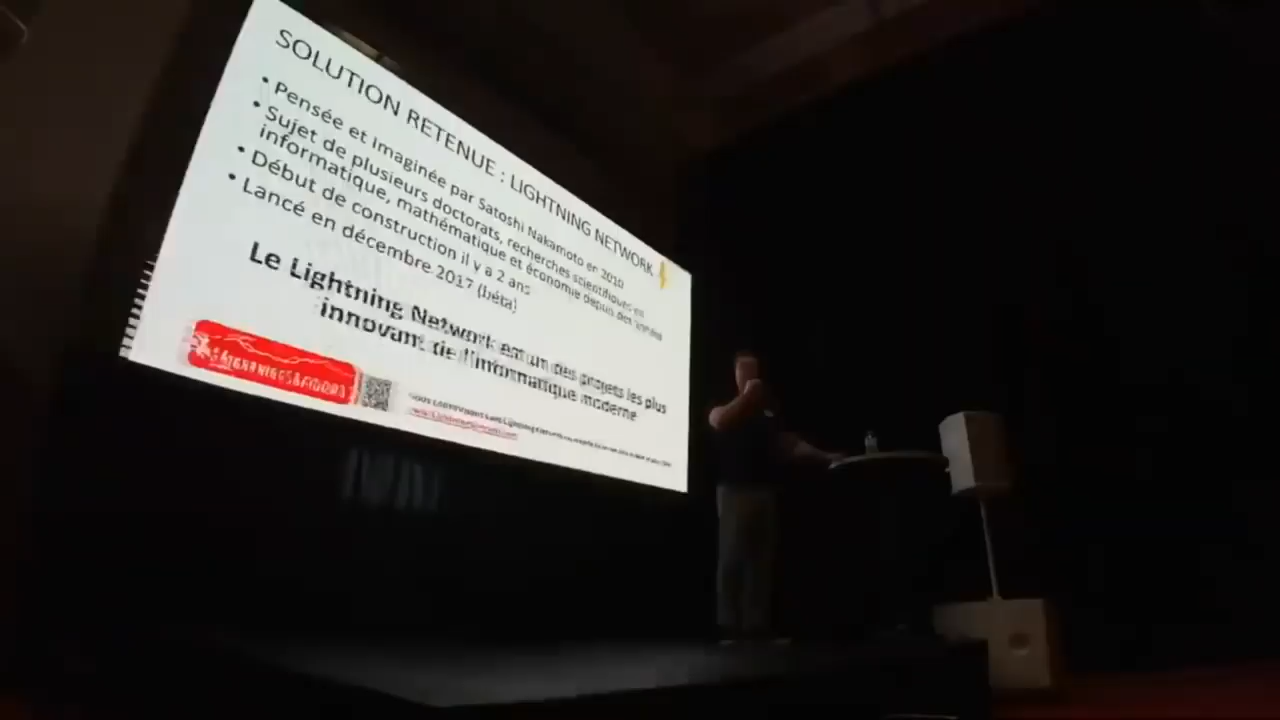 SOLUTION RETENUE : LIGHTNING NETWORK
• Pensée et imaginée par Satoshi Nakamoto en 2010
• Sujet de plusieurs doctorats, recherches scientifiques en
informatique, mathématique et économie depuis des
• Début de construction il y a 2 ans
• Lancé en décembre 2017 (béta)
Le Lightning Network est un des projets les plus
innovant de l'informatique moderne